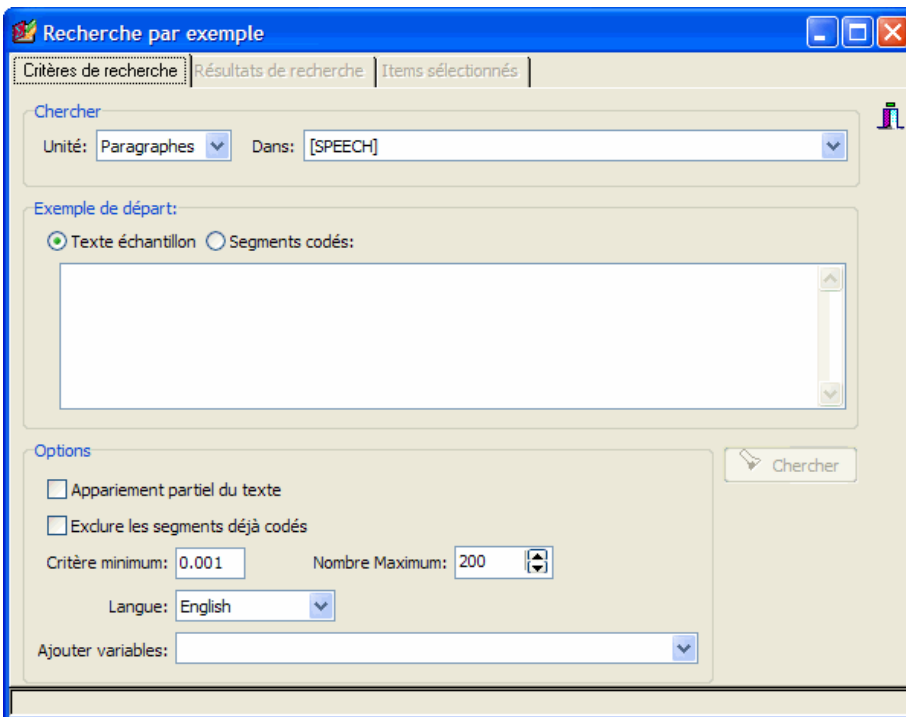 Recherche par exemple
Critères de recherche Résultats de recherche Items sélectionnés
Chercher
Unité: Paragraphes Dans: [SPEECH]
Exemple de départ:
Texte échantillon Segments codés:
Options
Chercher
Appariement partiel du texte
Exclure les segments déjà codés
Critère minimum: 0.001 Nombre Maximum: 200
Langue: English
Ajouter variables: